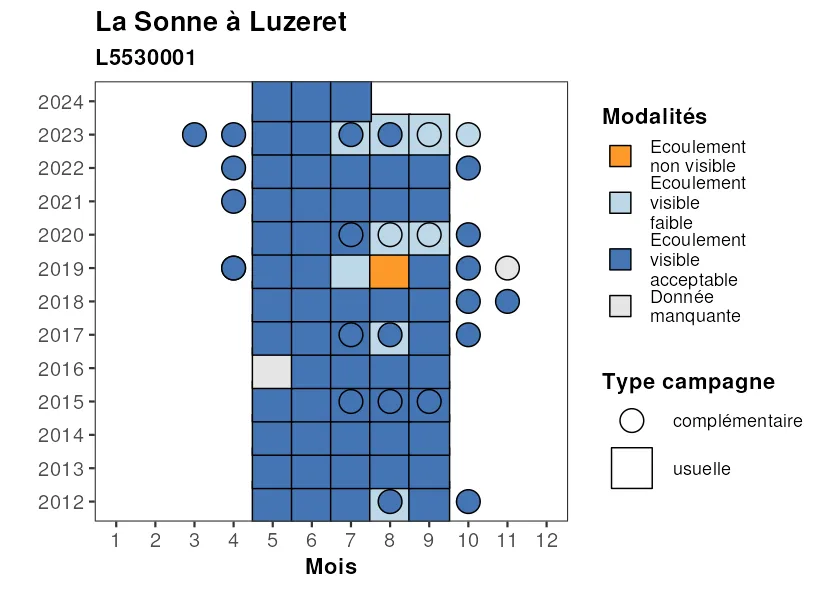 La Sonne à Luzeret
L5530001
2024
2023
2022
2021
2020
2019
2018
2017
2016
2015
2014
2013
2012
1 2 3 4 5 6 7 8 9 10 11 12
Mois
Modalités
Ecoulement
non visible
Ecoulement
visible
faible
Ecoulement
visible
acceptable
Donnée
manquante
Type campagne
complémentaire
usuelle